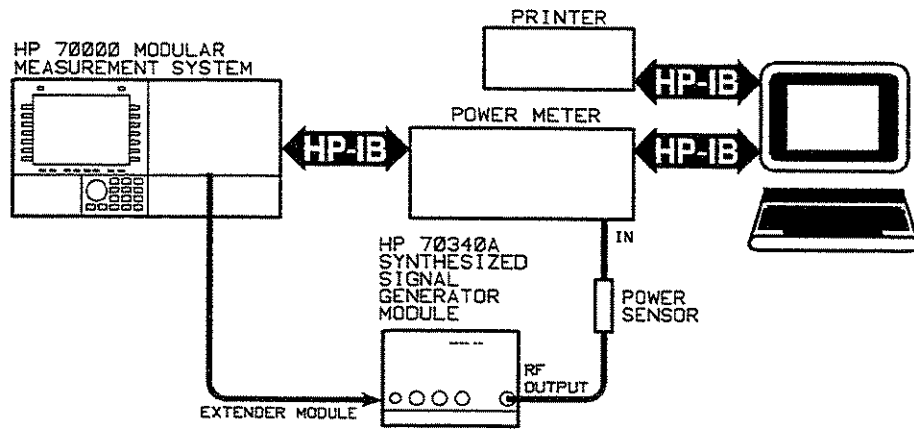 PRINTER
HP 70000 MODULAR
MEASUREMENT SYSTEM
HP-IB
POWER METER
HP-IB
HP-IB
IN
HP 70340A
SYNTHESIZED
SIGNAL
GENERATOR
MODULE
POWER
SENSOR
RF
OUTPUT
EXTENDER MODULE